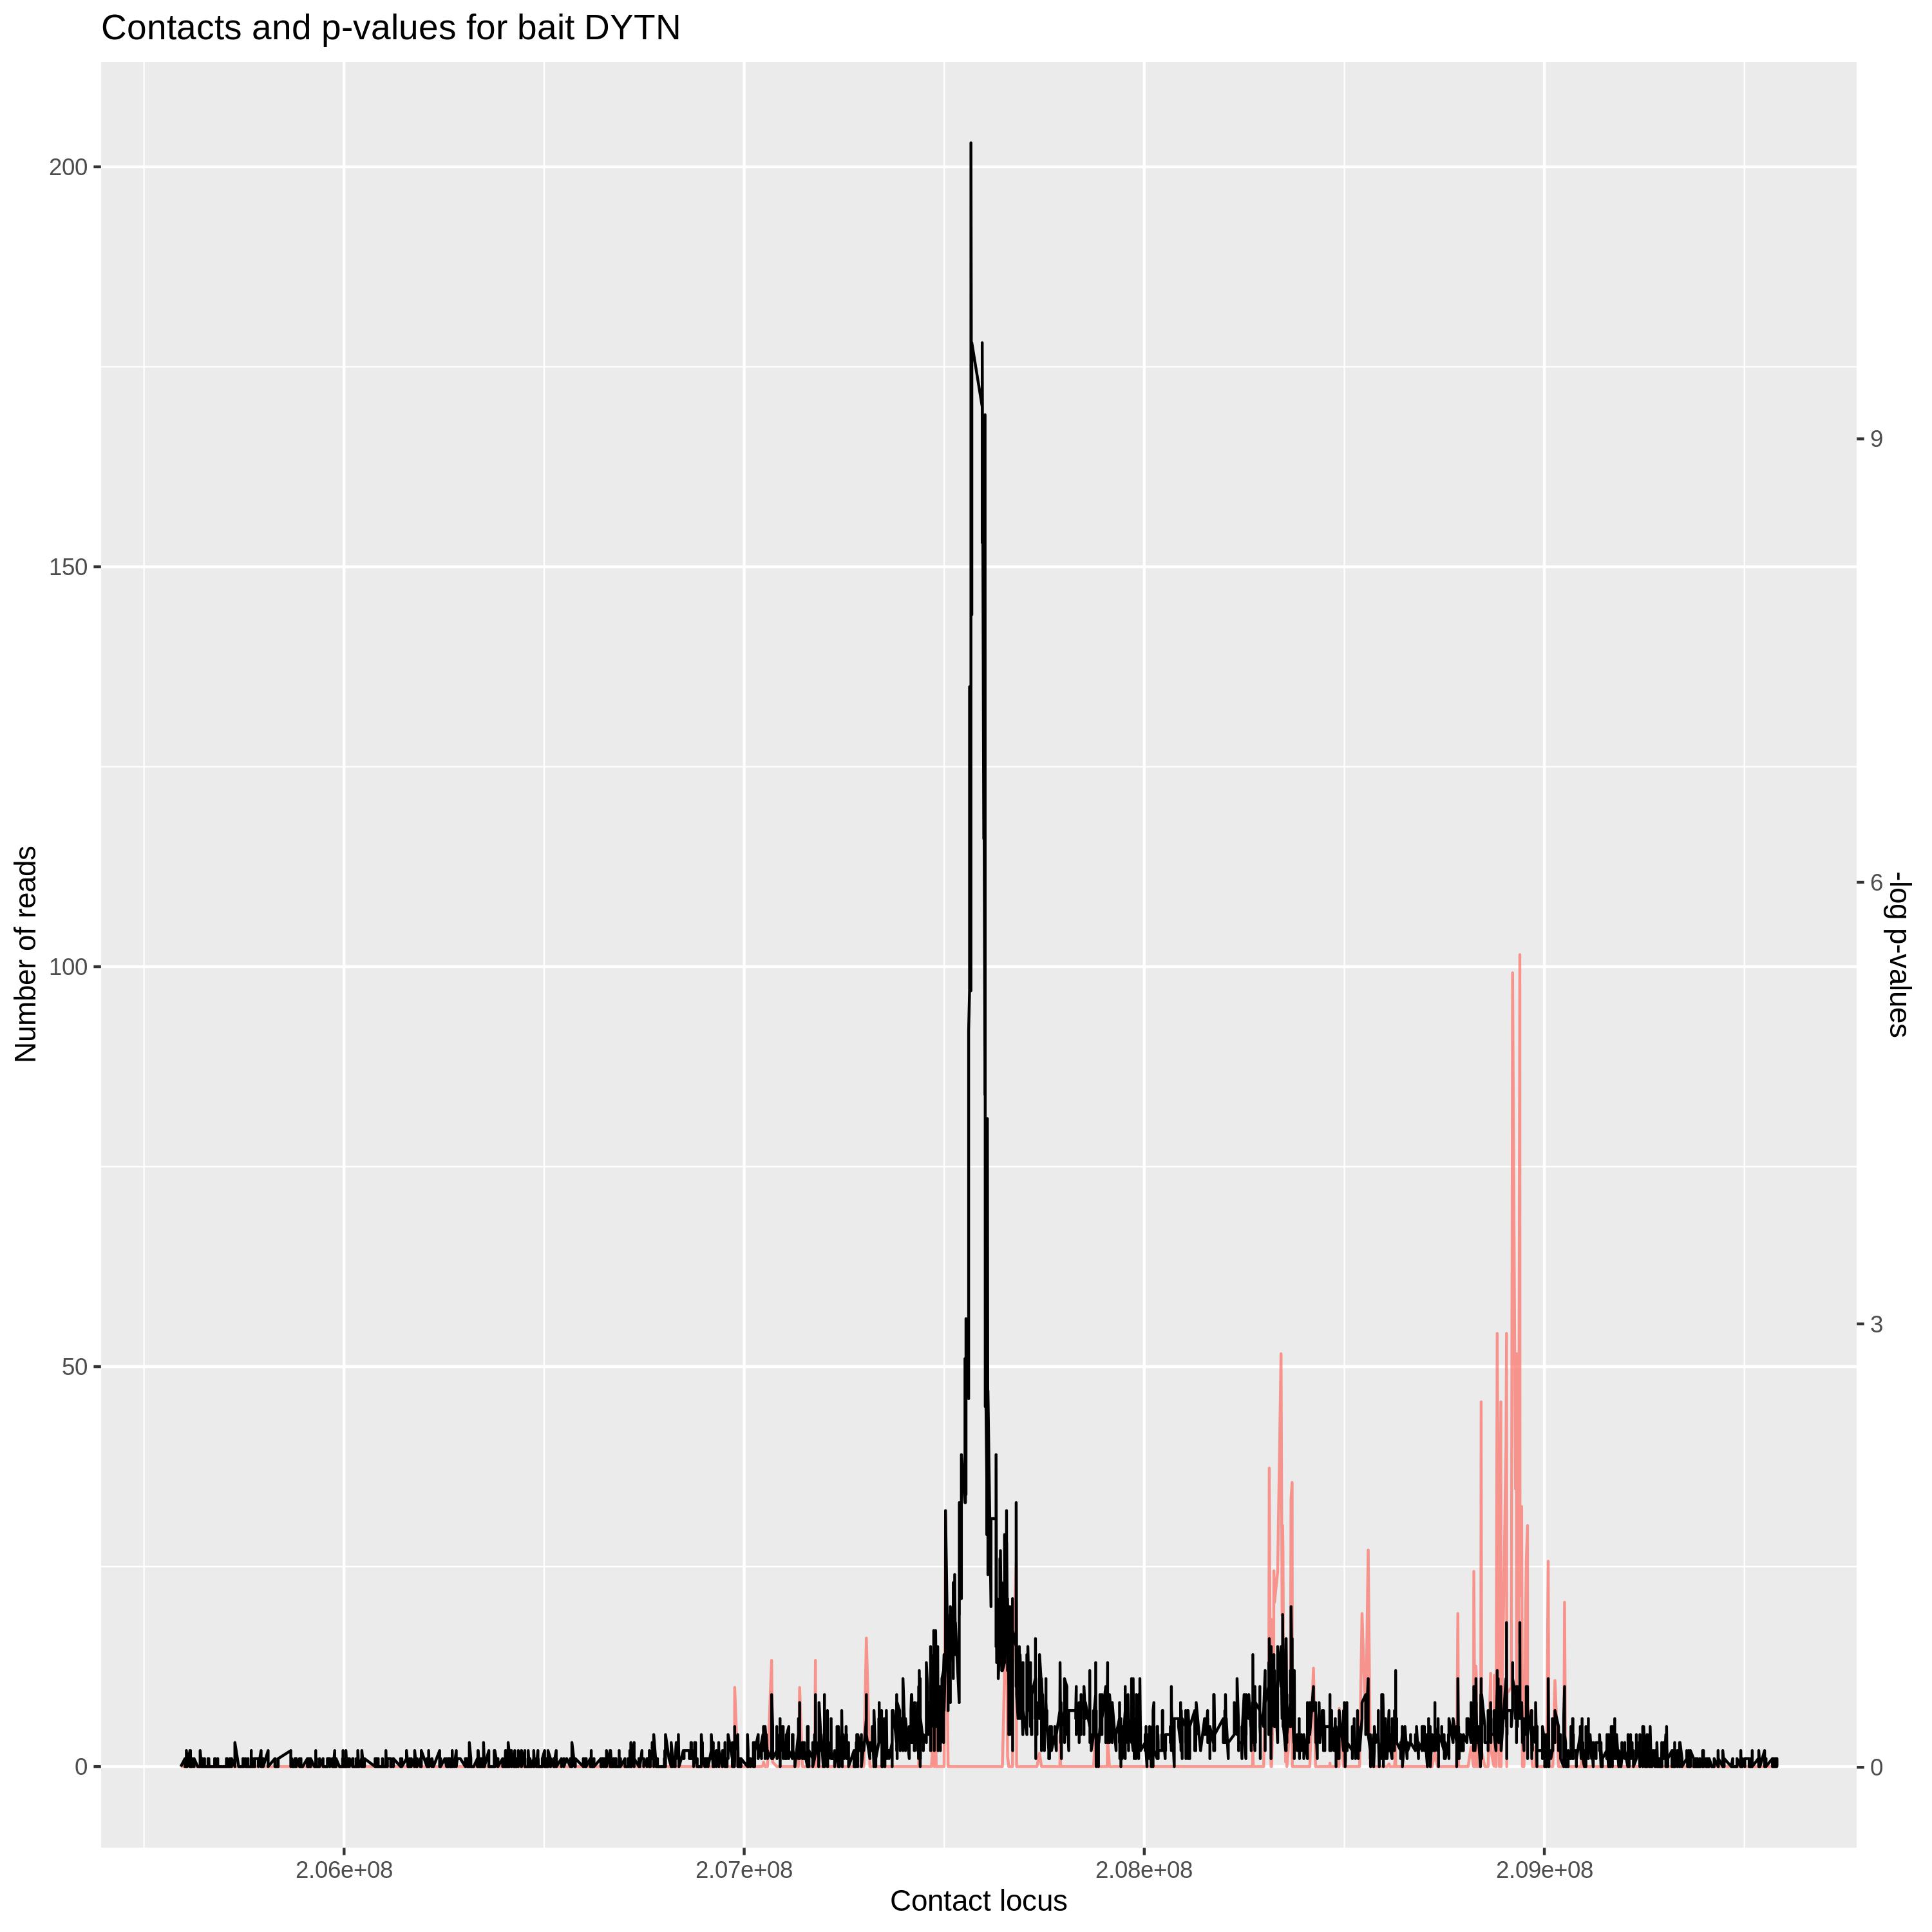 Contacts and p-values for bait DYTN
200
150
100
50
0
Number of reads
9
6
3
0
-log p-values
2.06e+08
2.07e+08
2.08e+08
2.09e+08
Contact locus